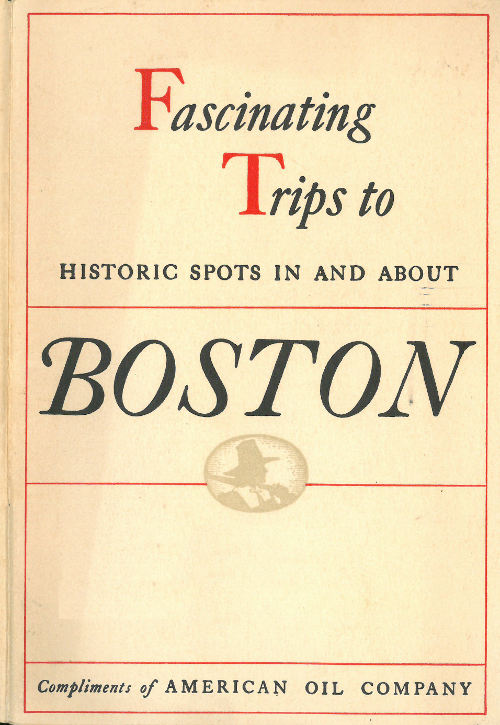 Fascinating
Trips to
HISTORIC SPOTS IN AND ABOUT
BOSTON
Compliments of AMERICAN OIL COMPANY